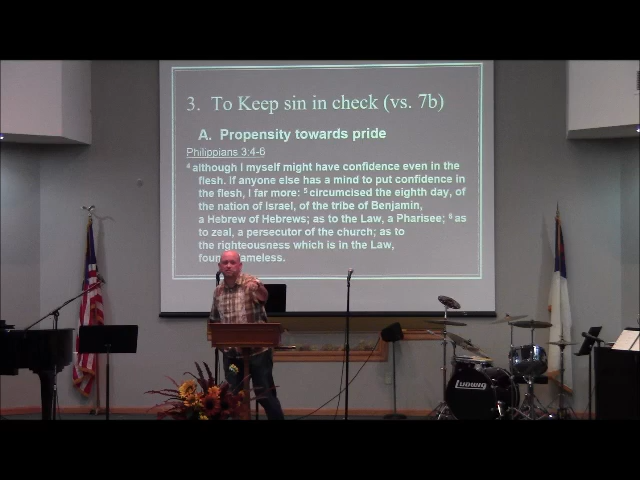 3. To Keep sin in check (vs. 7b)
A. Propensity towards pride
Philippians 3:4-6
4 although I myself might have confidence even in the
flesh. If anyone else has a mind to put confidence in
the flesh, I far more: 5 circumcised the eighth day, of
the nation of Israel, of the tribe of Benjamin,
a Hebrew of Hebrews; as to the Law, a Pharisee; 6 as
to zeal, a persecutor of the church; as to
the righteousness which is in the Law,
found blameless.
LUDWIG